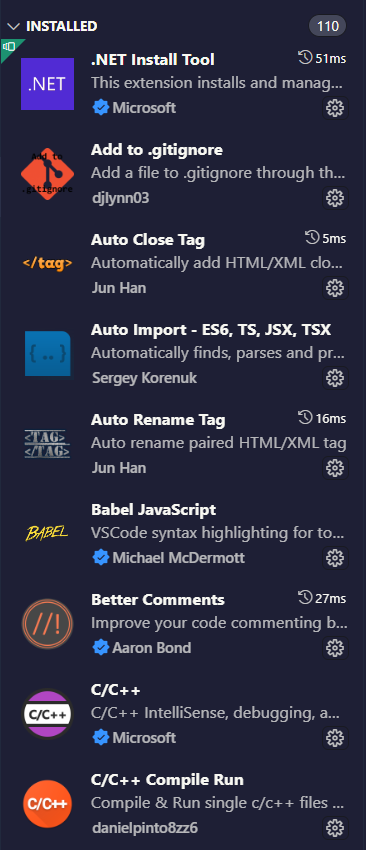 INSTALLED 110
.NET
.NET Install Tool 51ms
This extension installs and manag...
Microsoft
Add to
.gitignore
Add to .gitignore
Add a file to .gitignore through th...
djlynn03
</tag>
Auto Close Tag 5ms
Automatically add HTML/XML clo...
Jun Han
{..}
Auto Import - ES6, TS, JSX, TSX
Automatically finds, parses and pr...
Sergey Korenuk
<TAG>
</TAG>
Auto Rename Tag 16ms
Auto rename paired HTML/XML tag
Jun Han
BABEL
Babel JavaScript
VSCode syntax highlighting for to...
Michael McDermott
//!
Better Comments 27ms
Improve your code commenting b...
Aaron Bond
C/C++
C/C++
C/C++ IntelliSense, debugging, a...
Microsoft
C/C++
C/C++ Compile Run
Compile & Run single c/c++ files ...
danielpinto8zz6